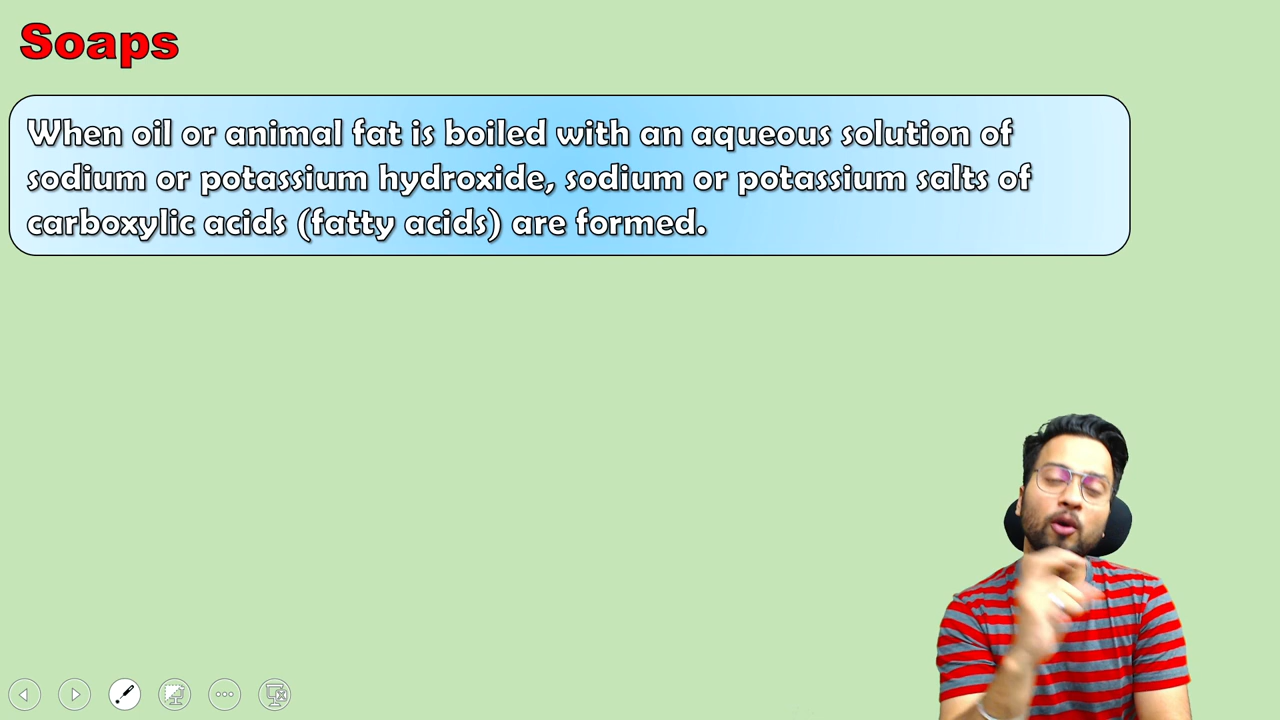 Soaps
When oil or animal fat is boiled with an aqueous solution of
sodium or potassium hydroxide, sodium or potassium salts of
carboxylic acids (fatty acids) are formed.